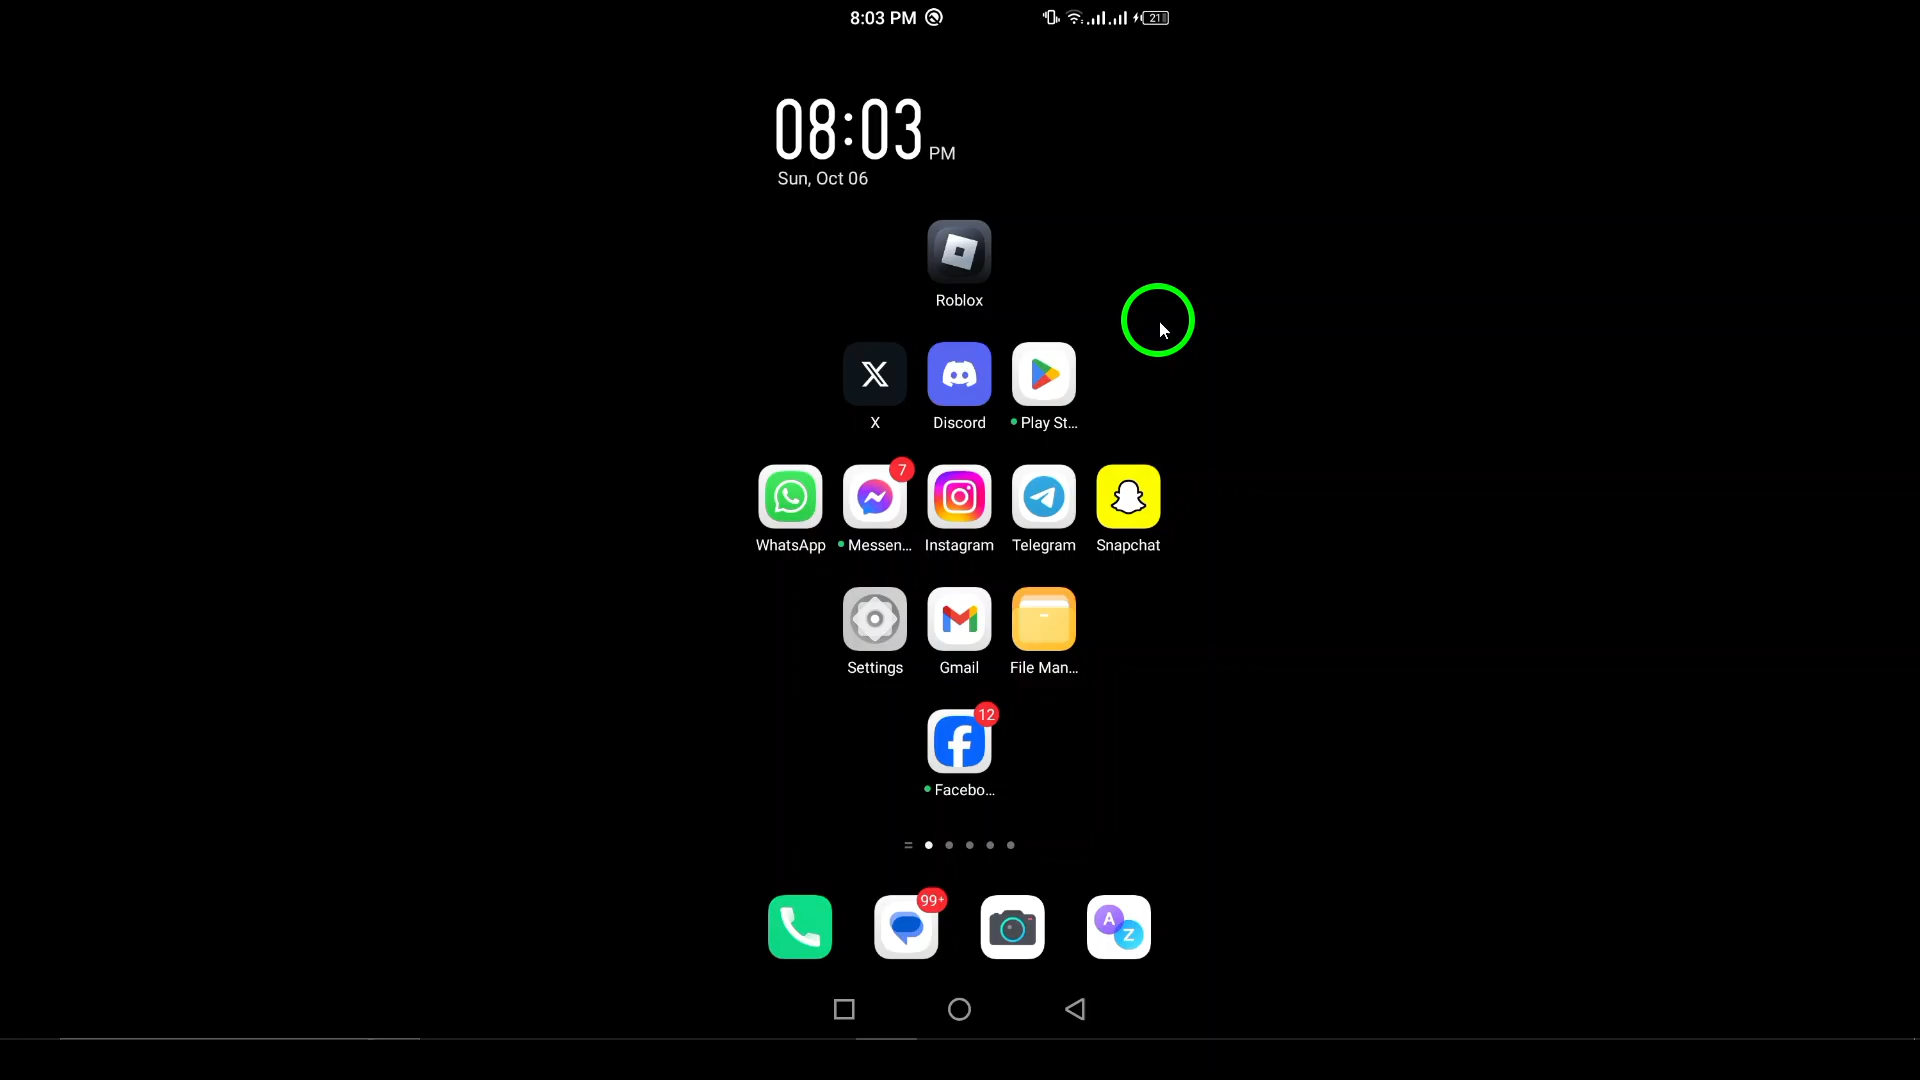 8:03 PM
21
08:03 PM
Sun, Oct 06
Roblox
X
Discord
Play St...
7
WhatsApp
Messen...
Instagram
Telegram
Snapchat
Settings
Gmail
File Man...
12
Facebo...
99+
A
Z